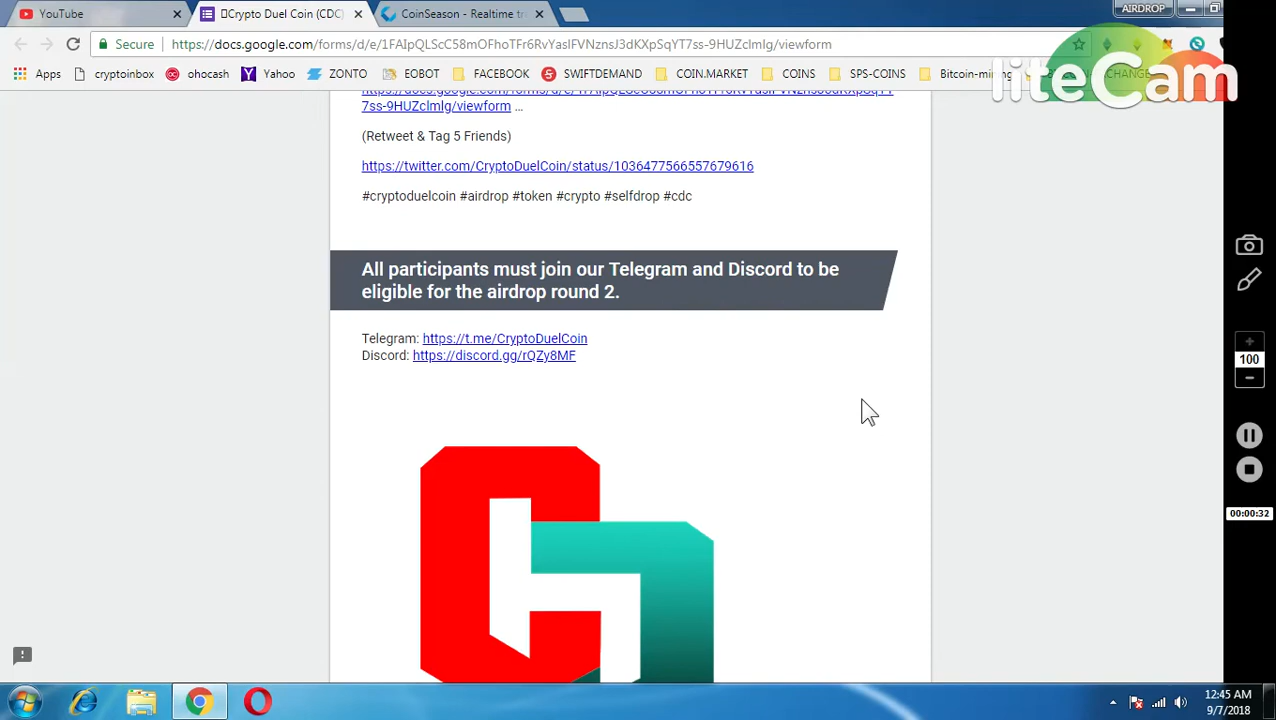 YouTube
Crypto Duel Coin (CDC)
CoinSeason - Realtime tr
AIRDROP
Secure
https://docs.google.com/forms/d/e/1FAIpQLScC58mOFhoTFr6RvYasIFVNznsJ3dKXpSqYT7ss-9HUZclmlg/viewform
Apps
cryptoinbox
ohocash
Yahoo
ZONTO
EOBOT
FACEBOOK
SWIFTDEMAND
COIN.MARKET
COINS
SPS-COINS
Bitcoin-mining
liteCam
7ss-9HUZclmlg/viewform ...
(Retweet & Tag 5 Friends)
https://twitter.com/CryptoDuelCoin/status/1036477566557679616
#cryptoduelcoin #airdrop #token #crypto #selfdrop #cdc
All participants must join our Telegram and Discord to be
eligible for the airdrop round 2.
Telegram: https://t.me/CryptoDuelCoin
Discord: https://discord.gg/rQZy8MF
100
00:00:32
12:45 AM
9/7/2018